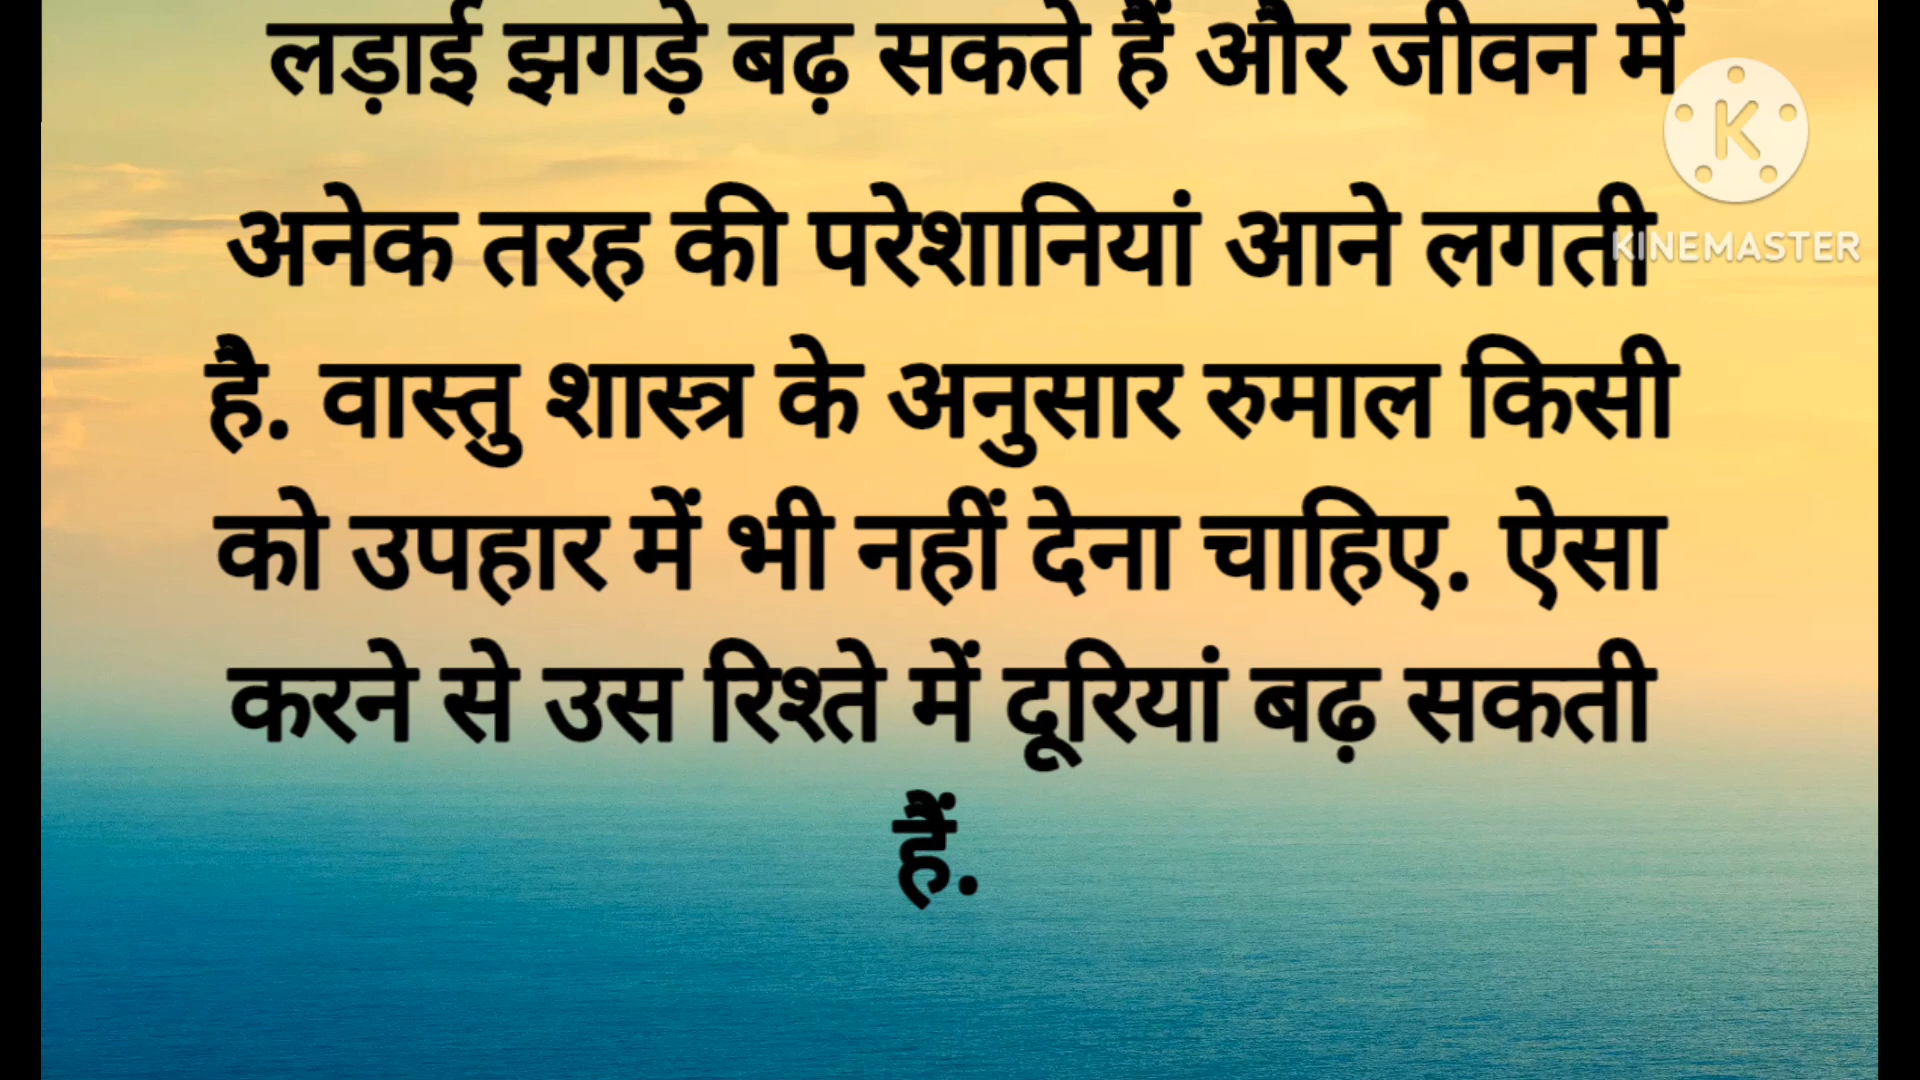 लड़ाई झगड़े बढ़ सकते हैं और जीवन में
अनेक तरह की परेशानियां आने लगती
है. वास्तु शास्त्र के अनुसार रुमाल किसी
को उपहार में भी नहीं देना चाहिए. ऐसा
करने से उस रिश्ते में दूरियां बढ़ सकती
हैं.
K
KINEMASTER